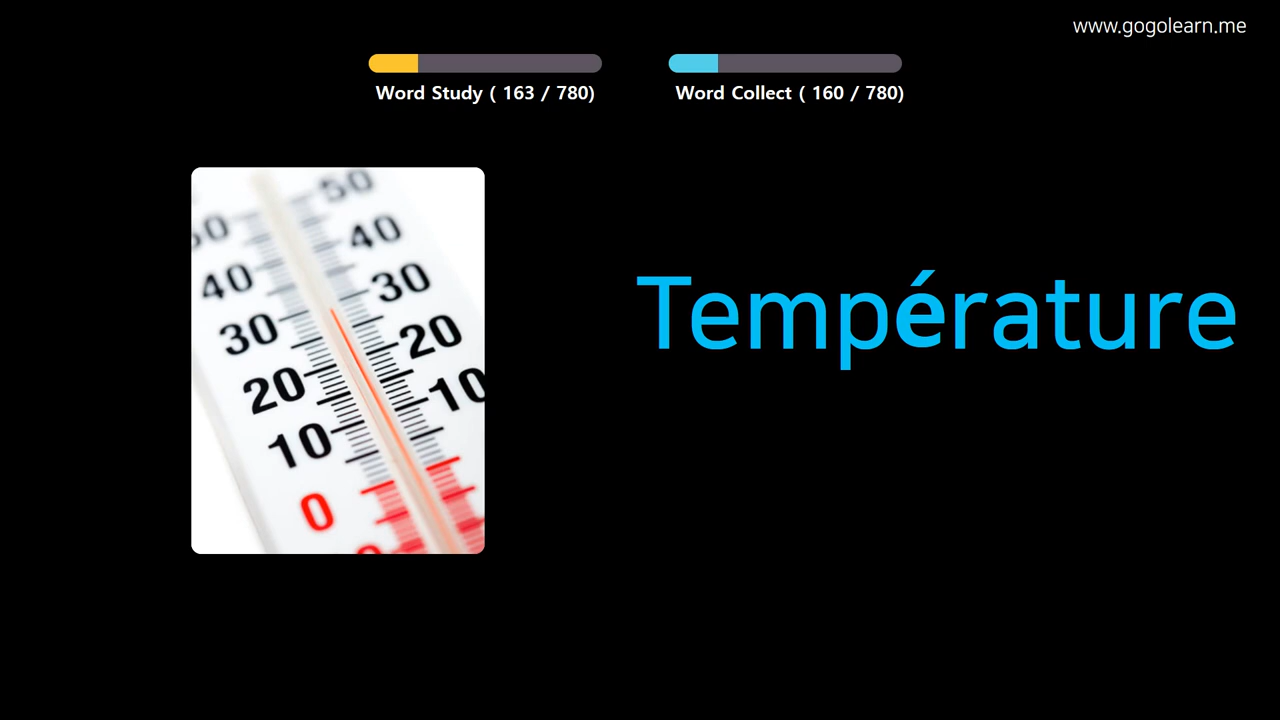 www.gogolearn.me
Word Study ( 163 / 780)
Word Collect ( 160 / 780)
50
50 40
40 30
30 20
20 10
10
0
Température